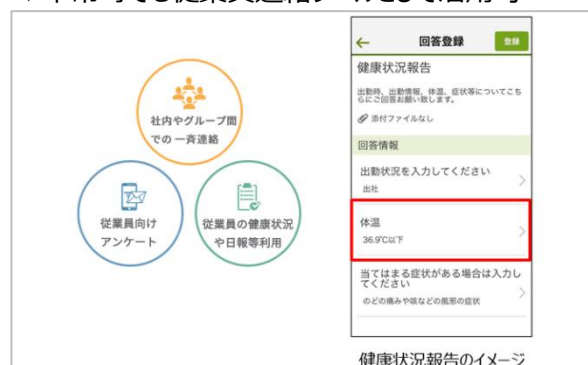 回答登録
登録
健康状況報告
出勤時、出勤情報、体温、症状等についてこち
らにご回答お願い致します。
添付ファイルなし
回答情報
出勤状況を入力してください
出社
体温
36.9℃以下
当てはまる症状がある場合は入力し
てください
のどの痛みや咳などの風邪の症状
社内やグループ間
での一斉連絡
従業員向け
アンケート
従業員の健康状況
や日報等利用
健康状況報告のイメージ